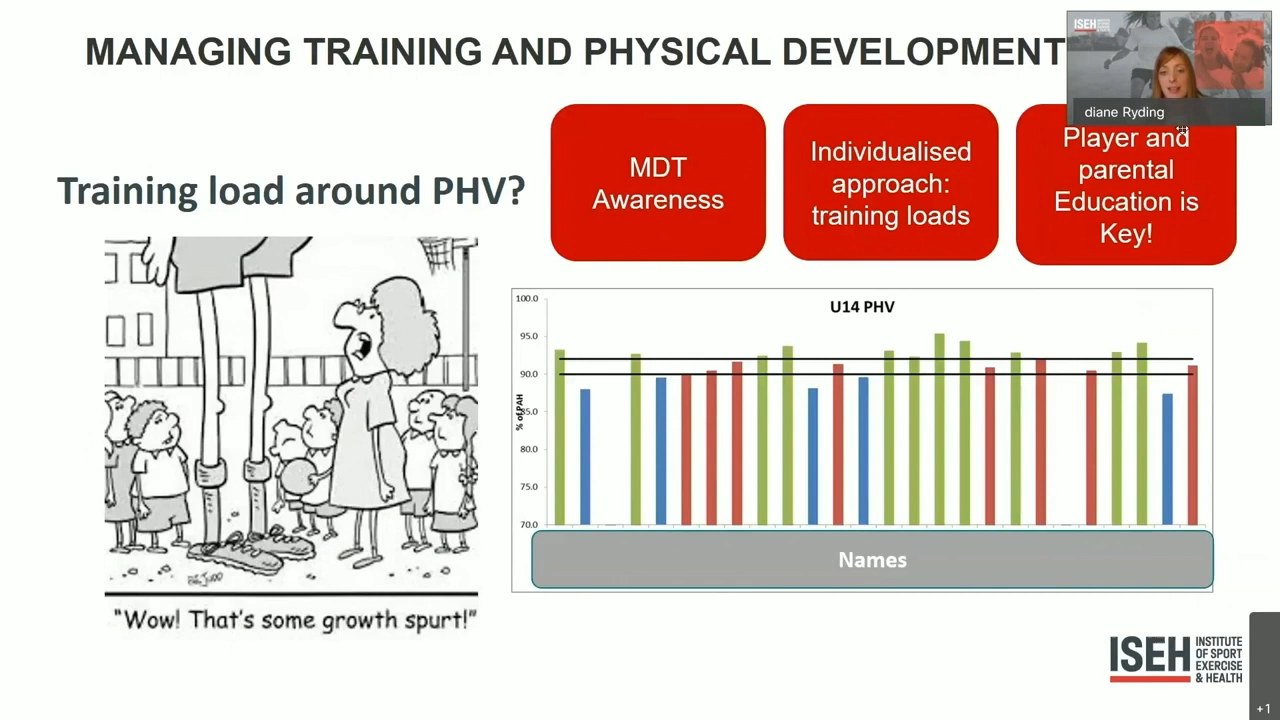 MANAGING TRAINING AND PHYSICAL DEVELOPMENT
ISEH
diane Ryding
Training load around PHV?
MDT
Awareness
Individualised
approach:
training loads
Player and
parental
Education is
Key!
U14 PHV
100.0
95.0
90.0
85.0
80.0
75.0
70.0
% of PAH
Names
"Wow! That's some growth spurt!"
ISEH
INSTITUTE
OF SPORT
EXERCISE
& HEALTH
+1